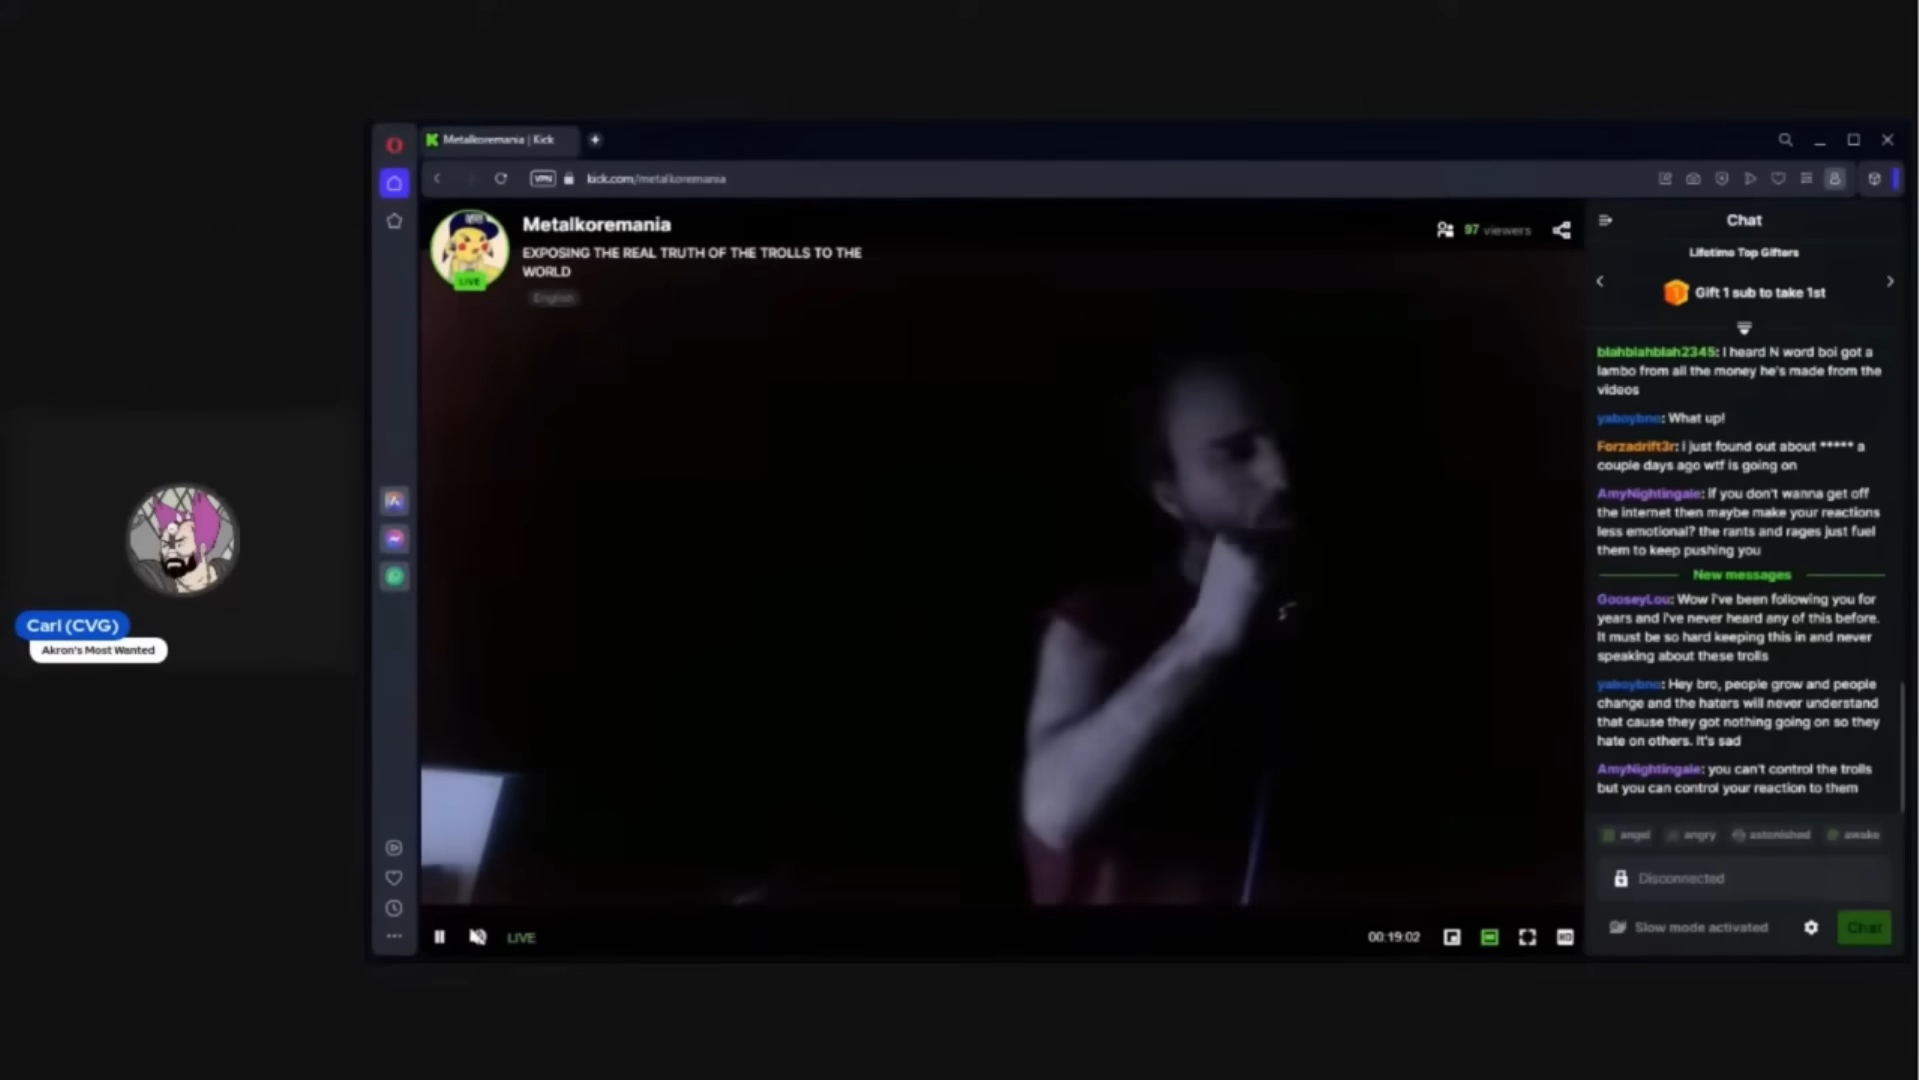 Metalkoremania | Kick
VPN
kick.com/metalkoremania
Metalkoremania
EXPOSING THE REAL TRUTH OF THE TROLLS TO THE
WORLD
LIVE
English
97 viewers
Chat
Lifetime Top Gifters
Gift 1 sub to take 1st
blahblahblah2345: I heard N word boi got a
lambo from all the money he's made from the
videos
yaboybno: What up!
Forzadrift3r: i just found out about ***** a
couple days ago wtf is going on
AmyNightingale: if you don't wanna get off
the internet then maybe make your reactions
less emotional? the rants and rages just fuel
them to keep pushing you
New messages
GooseyLou: Wow i've been following you for
years and i've never heard any of this before.
It must be so hard keeping this in and never
speaking about these trolls
yaboybno: Hey bro, people grow and people
change and the haters will never understand
that cause they got nothing going on so they
hate on others. It's sad
AmyNightingale: you can't control the trolls
but you can control your reaction to them
angel angry astonished awake
Disconnected
Slow mode activated
Chat
LIVE
00:19:02
Carl (CVG)
Akron's Most Wanted